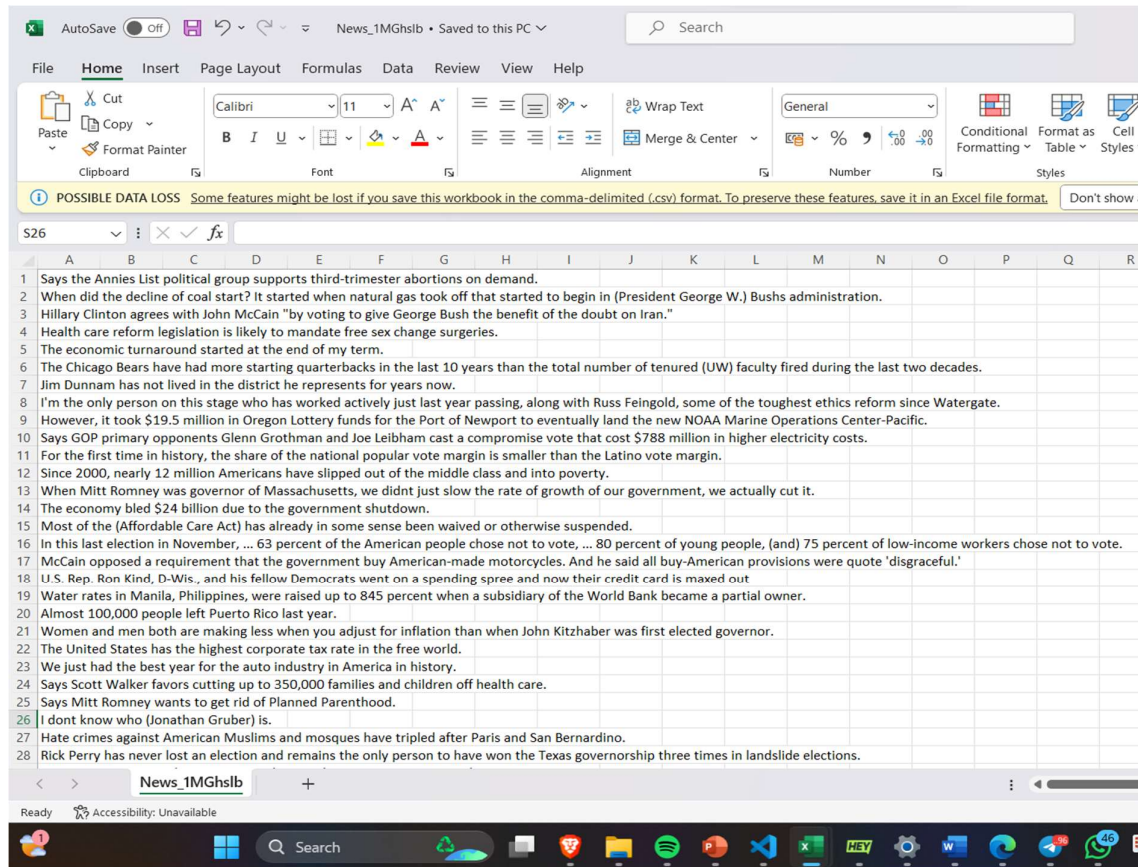 AutoSave Off News_1MGhslb • Saved to this PC Search
File Home Insert Page Layout Formulas Data Review View Help
Cut Calibri 11 Wrap Text General
Paste Copy B I U Merge & Center Conditional Formatting Format as Table Cell Styles
Format Painter
Clipboard Font Alignment Number Styles
POSSIBLE DATA LOSS Some features might be lost if you save this workbook in the comma-delimited (.csv) format. To preserve these features, save it in an Excel file format. Don't show
S26 fx
A B C D E F G H I J K L M N O P Q R
1 Says the Annies List political group supports third-trimester abortions on demand.
2 When did the decline of coal start? It started when natural gas took off that started to begin in (President George W.) Bushs administration.
3 Hillary Clinton agrees with John McCain "by voting to give George Bush the benefit of the doubt on Iran."
4 Health care reform legislation is likely to mandate free sex change surgeries.
5 The economic turnaround started at the end of my term.
6 The Chicago Bears have had more starting quarterbacks in the last 10 years than the total number of tenured (UW) faculty fired during the last two decades.
7 Jim Dunnam has not lived in the district he represents for years now.
8 I'm the only person on this stage who has worked actively just last year passing, along with Russ Feingold, some of the toughest ethics reform since Watergate.
9 However, it took $19.5 million in Oregon Lottery funds for the Port of Newport to eventually land the new NOAA Marine Operations Center-Pacific.
10 Says GOP primary opponents Glenn Grothman and Joe Leibham cast a compromise vote that cost $788 million in higher electricity costs.
11 For the first time in history, the share of the national popular vote margin is smaller than the Latino vote margin.
12 Since 2000, nearly 12 million Americans have slipped out of the middle class and into poverty.
13 When Mitt Romney was governor of Massachusetts, we didnt just slow the rate of growth of our government, we actually cut it.
14 The economy bled $24 billion due to the government shutdown.
15 Most of the (Affordable Care Act) has already in some sense been waived or otherwise suspended.
16 In this last election in November, ... 63 percent of the American people chose not to vote, ... 80 percent of young people, (and) 75 percent of low-income workers chose not to vote.
17 McCain opposed a requirement that the government buy American-made motorcycles. And he said all buy-American provisions were quote 'disgraceful.'
18 U.S. Rep. Ron Kind, D-Wis., and his fellow Democrats went on a spending spree and now their credit card is maxed out
19 Water rates in Manila, Philippines, were raised up to 845 percent when a subsidiary of the World Bank became a partial owner.
20 Almost 100,000 people left Puerto Rico last year.
21 Women and men both are making less when you adjust for inflation than when John Kitzhaber was first elected governor.
22 The United States has the highest corporate tax rate in the free world.
23 We just had the best year for the auto industry in America in history.
24 Says Scott Walker favors cutting up to 350,000 families and children off health care.
25 Says Mitt Romney wants to get rid of Planned Parenthood.
26 I dont know who (Jonathan Gruber) is.
27 Hate crimes against American Muslims and mosques have tripled after Paris and San Bernardino.
28 Rick Perry has never lost an election and remains the only person to have won the Texas governorship three times in landslide elections.
News_1MGhslb
Ready Accessibility: Unavailable
1 Search HEY 96 46